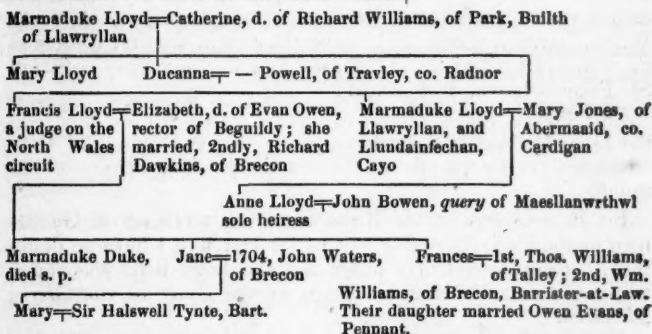 Marmaduke Lloyd=Catherine, d. of Richard Williams, of Park, Builth
of Llawryllan
Mary Lloyd Ducanna= — Powell, of Travley, co. Radnor
Francis Lloyd=Elizabeth, d. of Evan Owen,
a judge on the rector of Beguildy; she
North Wales married, 2ndly, Richard
circuit Dawkins, of Brecon
Marmaduke Lloyd=Mary Jones, of
Llawryllan, and Abermaaid, co.
Llundainfechan, Cardigan
Cayo
Anne Lloyd=John Bowen, query of Maesllanwrthwl
sole heiress
Marmaduke Duke,
died s. p.
Jane=1704, John Waters,
of Brecon
Frances=1st, Thos. Williams,
of Talley; 2nd, Wm.
Williams, of Brecon, Barrister-at-Law.
Their daughter married Owen Evans, of
Pennant.
Mary=Sir Halswell Tynte, Bart.